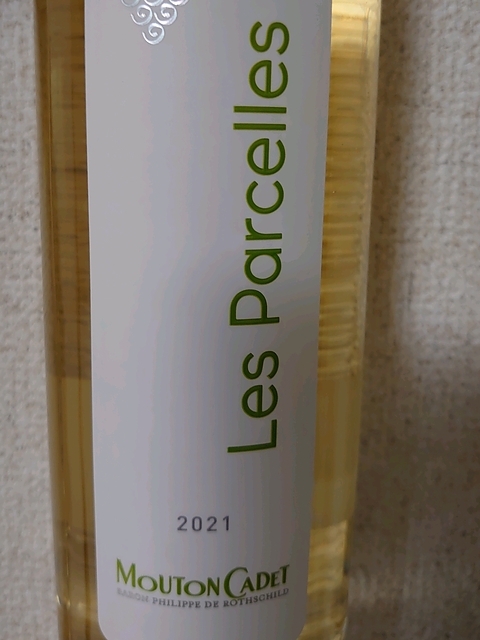 Les Parcelles
2021
MOUTON CADET
BARON PHILIPPE DE ROTHSCHILD